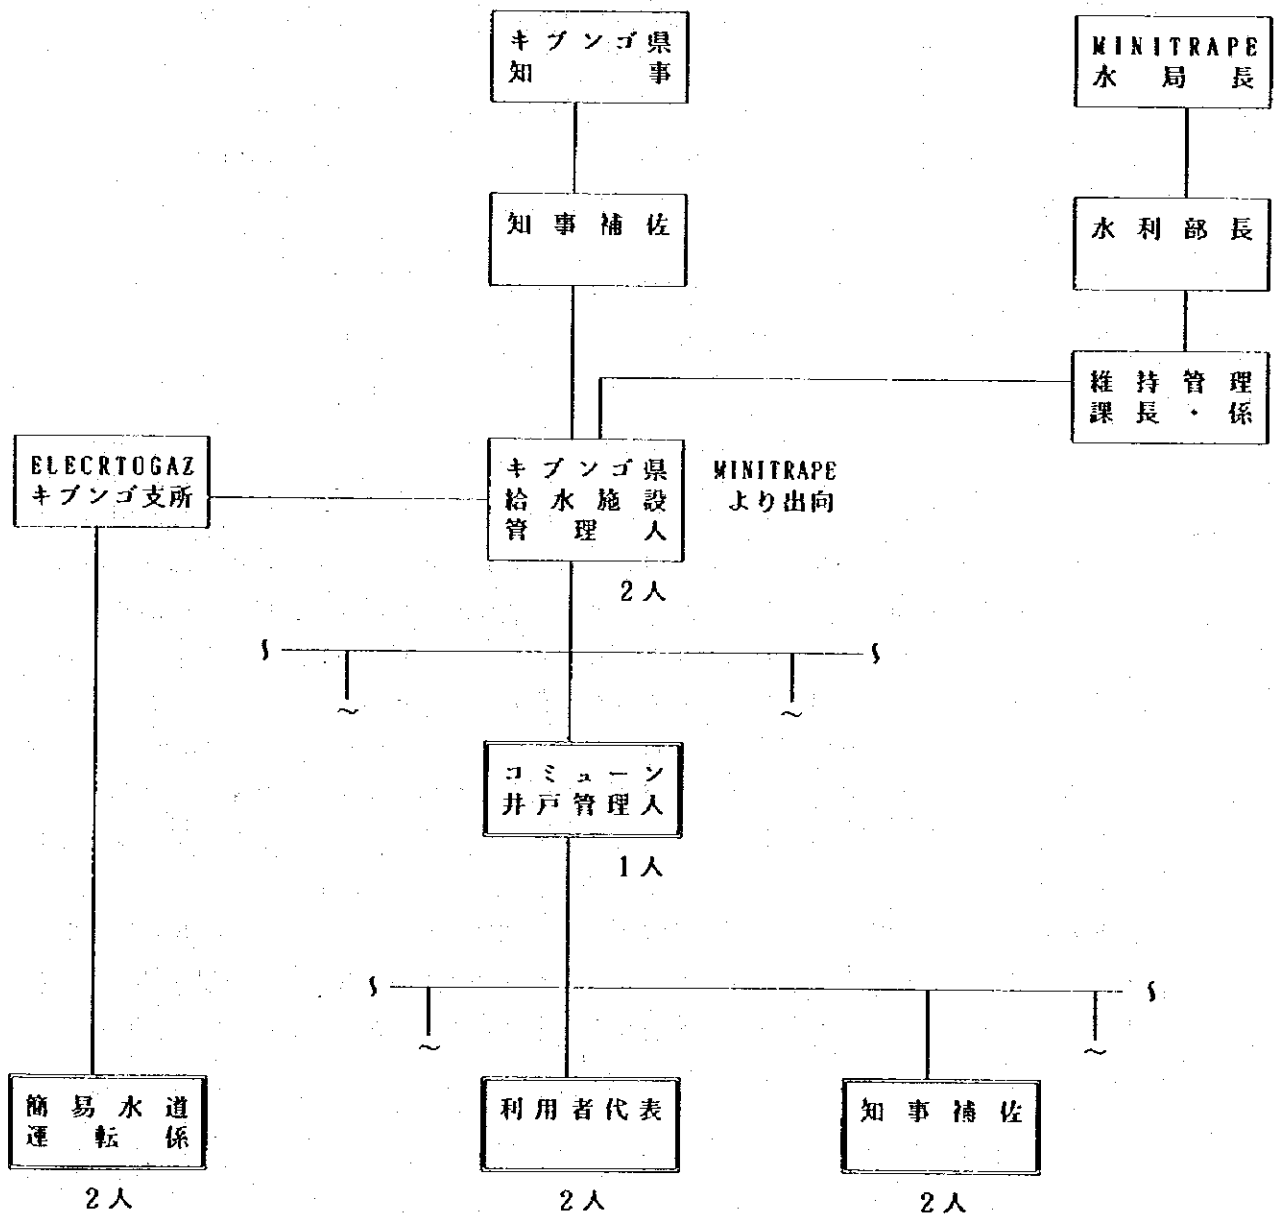 キブンゴ県
知事
MINITRAPE
水局長
知事補佐
水利部長
維持管理
課長・係
ELECRTOGAZ
キブンゴ支所
キブンゴ県
給水施設
管理人
MINITRAPE
より出向
2人
コミューン
井戸管理人
1人
簡易水道
運転係
2人
利用者代表
2人
知事補佐
2人